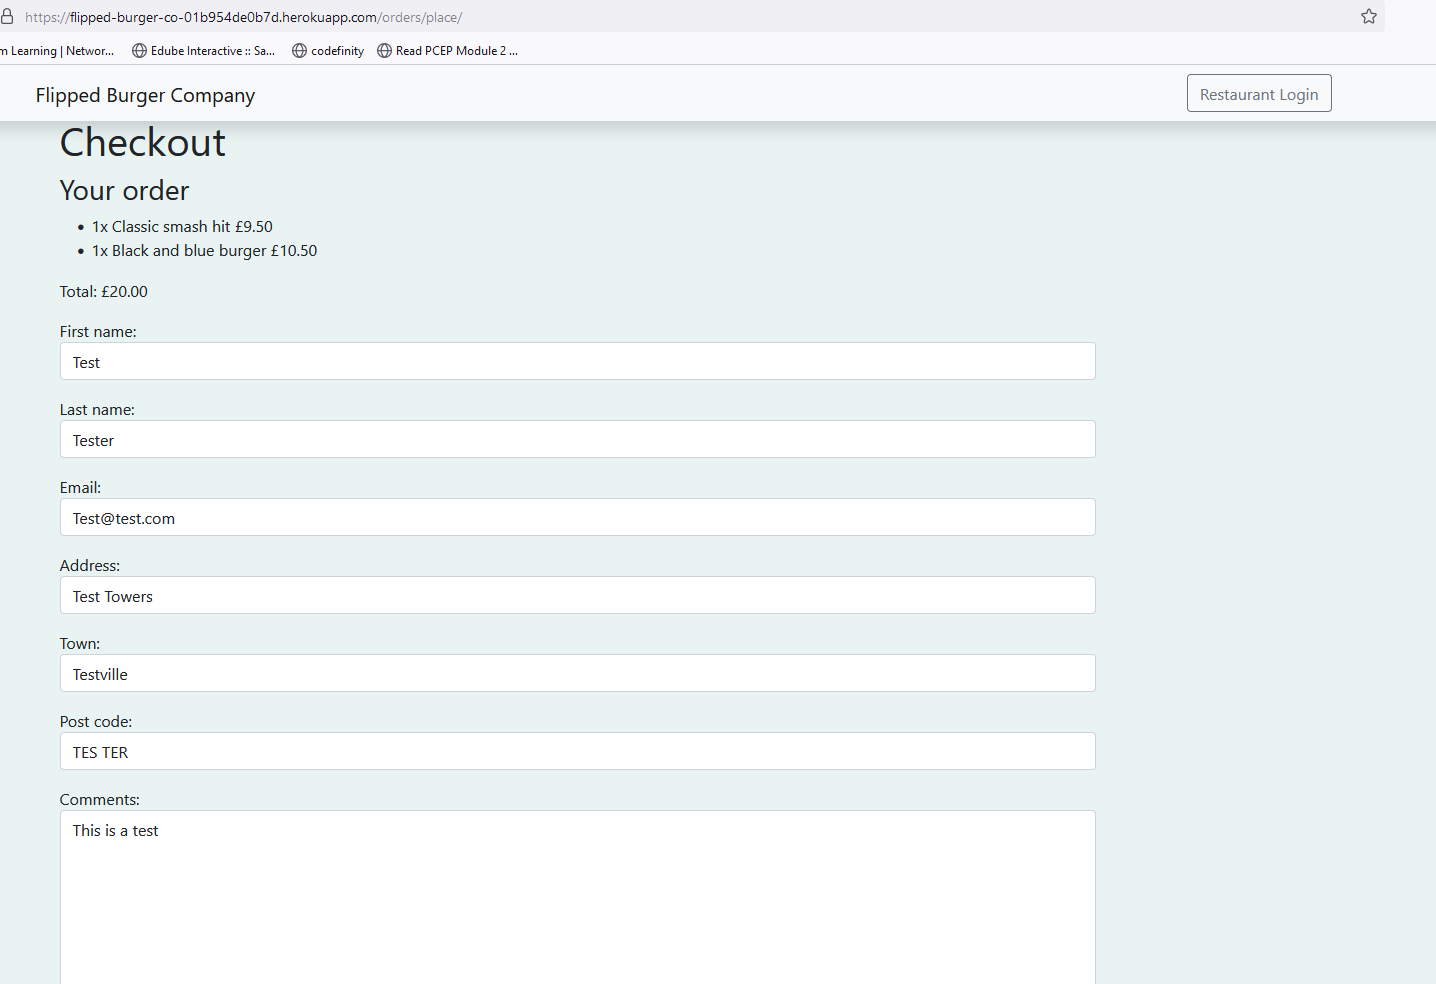 https://flipped-burger-co-01b954de0b7d.herokuapp.com/orders/place/
m Learning | Networ... Edube Interactive :: Sa... codefinity Read PCEP Module 2 ...
Flipped Burger Company Restaurant Login
Checkout
Your order
• 1x Classic smash hit £9.50
• 1x Black and blue burger £10.50
Total: £20.00
First name:
Test
Last name:
Tester
Email:
Test@test.com
Address:
Test Towers
Town:
Testville
Post code:
TES TER
Comments:
This is a test